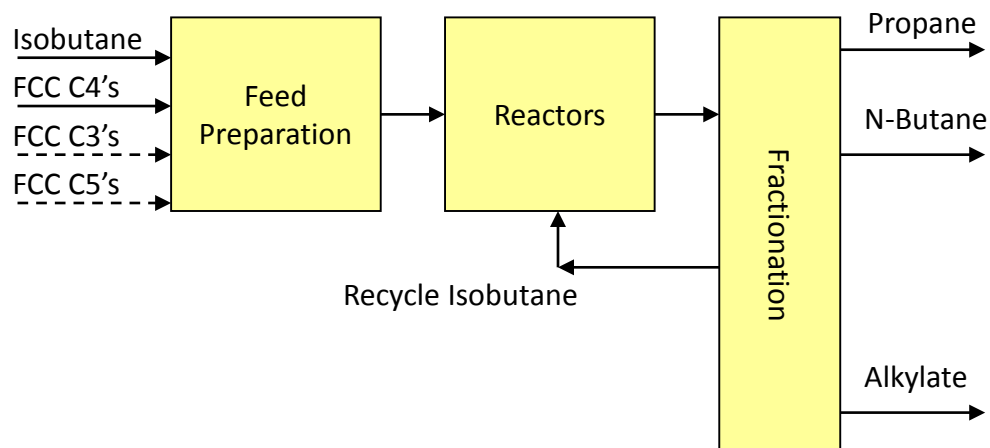 Isobutane
FCC C4’s
FCC C3’s
FCC C5’s
Feed
Preparation
Reactors
Recycle Isobutane
Fractionation
Propane
N-Butane
Alkylate